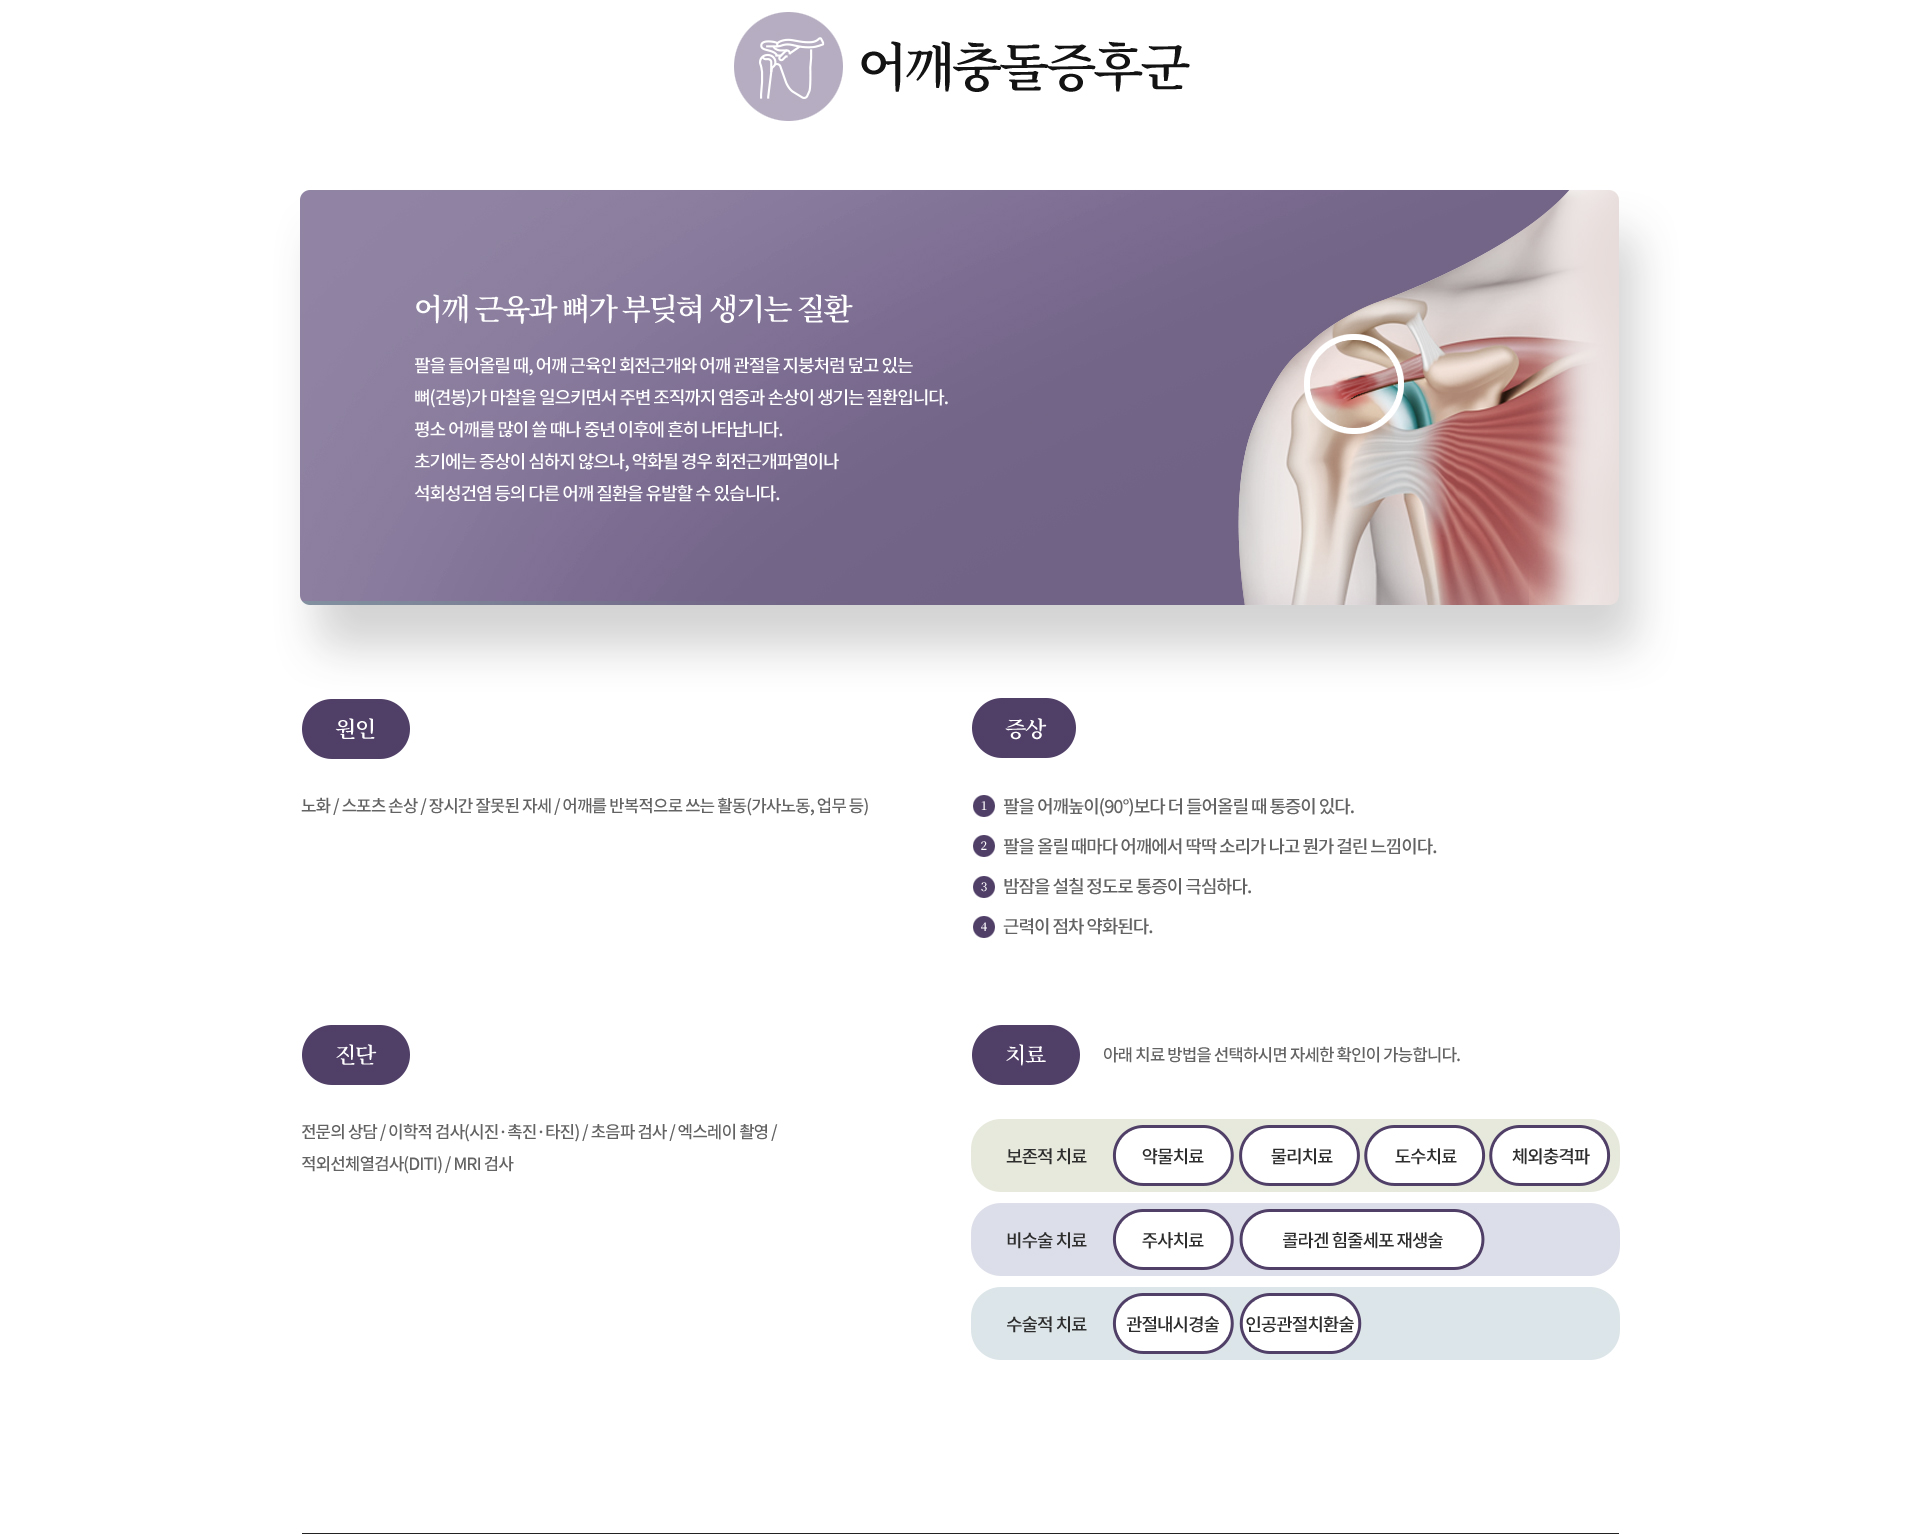 어깨충돌증후군
어깨 근육과 뼈가 부딪혀 생기는 질환
팔을 들어올릴 때, 어깨 근육인 회전근개와 어깨 관절을 지붕처럼 덮고 있는
뼈(견봉)가 마찰을 일으키면서 주변 조직까지 염증과 손상이 생기는 질환입니다.
평소 어깨를 많이 쓸 때나 중년 이후에 흔히 나타납니다.
초기에는 증상이 심하지 않으나, 악화될 경우 회전근개파열이나
석회성건염 등의 다른 어깨 질환을 유발할 수 있습니다.
원인
노화 / 스포츠 손상 / 장시간 잘못된 자세 / 어깨를 반복적으로 쓰는 활동(가사노동, 업무 등)
증상
1 팔을 어깨높이(90°)보다 더 들어올릴 때 통증이 있다.
2 팔을 올릴 때마다 어깨에서 딱딱 소리가 나고 뭔가 걸린 느낌이다.
3 밤잠을 설칠 정도로 통증이 극심하다.
4 근력이 점차 약화된다.
진단
전문의 상담 / 이학적 검사(시진·촉진·타진) / 초음파 검사 / 엑스레이 촬영 /
적외선체열검사(DITI) / MRI 검사
치료 아래 치료 방법을 선택하시면 자세한 확인이 가능합니다.
보존적 치료 약물치료 물리치료 도수치료 체외충격파
비수술 치료 주사치료 콜라겐 힘줄세포 재생술
수술적 치료 관절내시경술 인공관절치환술